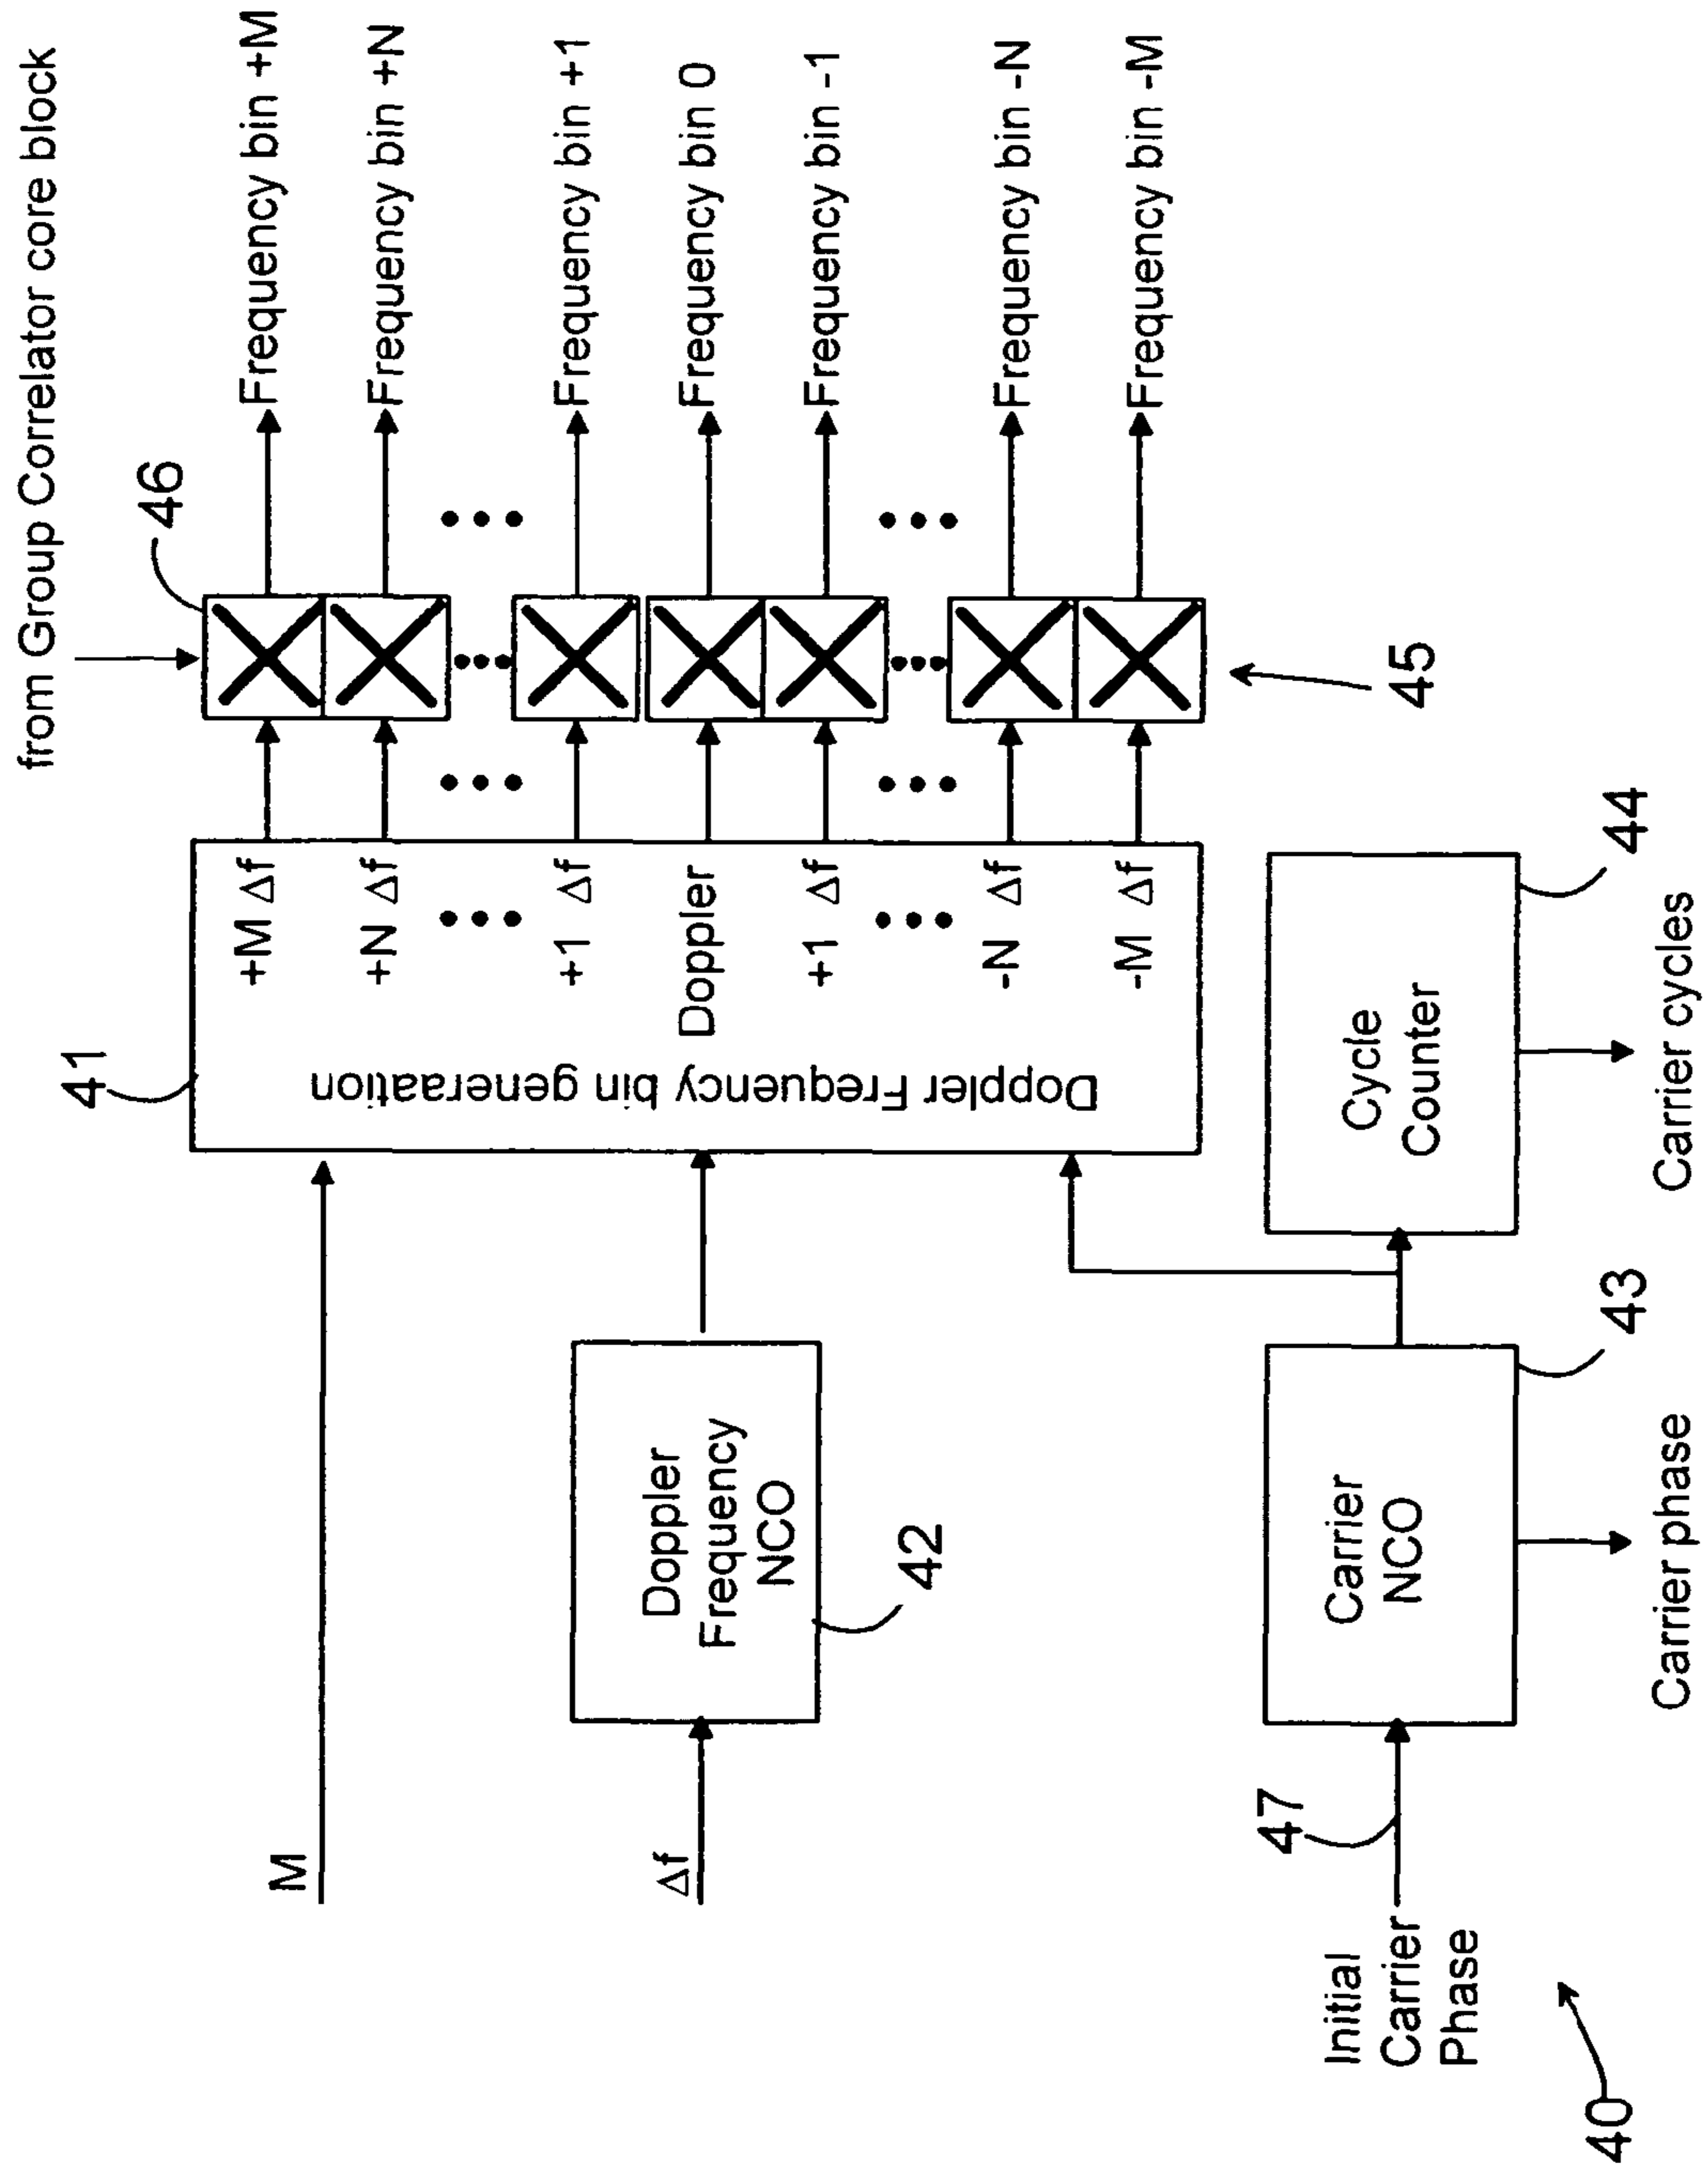 from Group Correlator core block
46
Frequency bin +M
Frequency bin +N
Frequency bin +1
Frequency bin 0
Frequency bin -1
Frequency bin -N
Frequency bin -M
45
41
+M Δf
+N Δf
+1 Δf
Doppler
+1 Δf
-N Δf
-M Δf
Doppler Frequency bin generaation
M
Δf
Doppler
Frequency
NCO
42
Initial
Carrier
Phase
47
Carrier
NCO
43
Carrier phase
Cycle
Counter
44
Carrier cycles
40